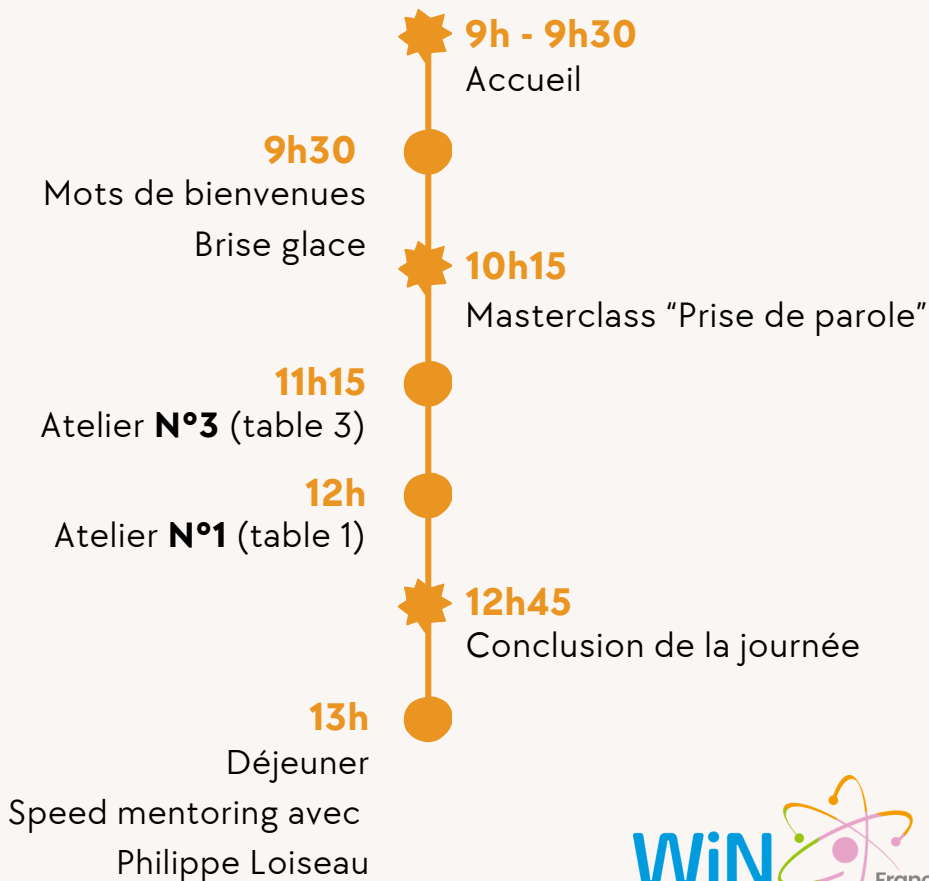 9h - 9h30
Accueil
9h30
Mots de bienvenues
Brise glace
10h15
Masterclass “Prise de parole”
11h15
Atelier N°3 (table 3)
12h
Atelier N°1 (table 1)
12h45
Conclusion de la journée
13h
Déjeuner
Speed mentoring avec
Philippe Loiseau
WiN